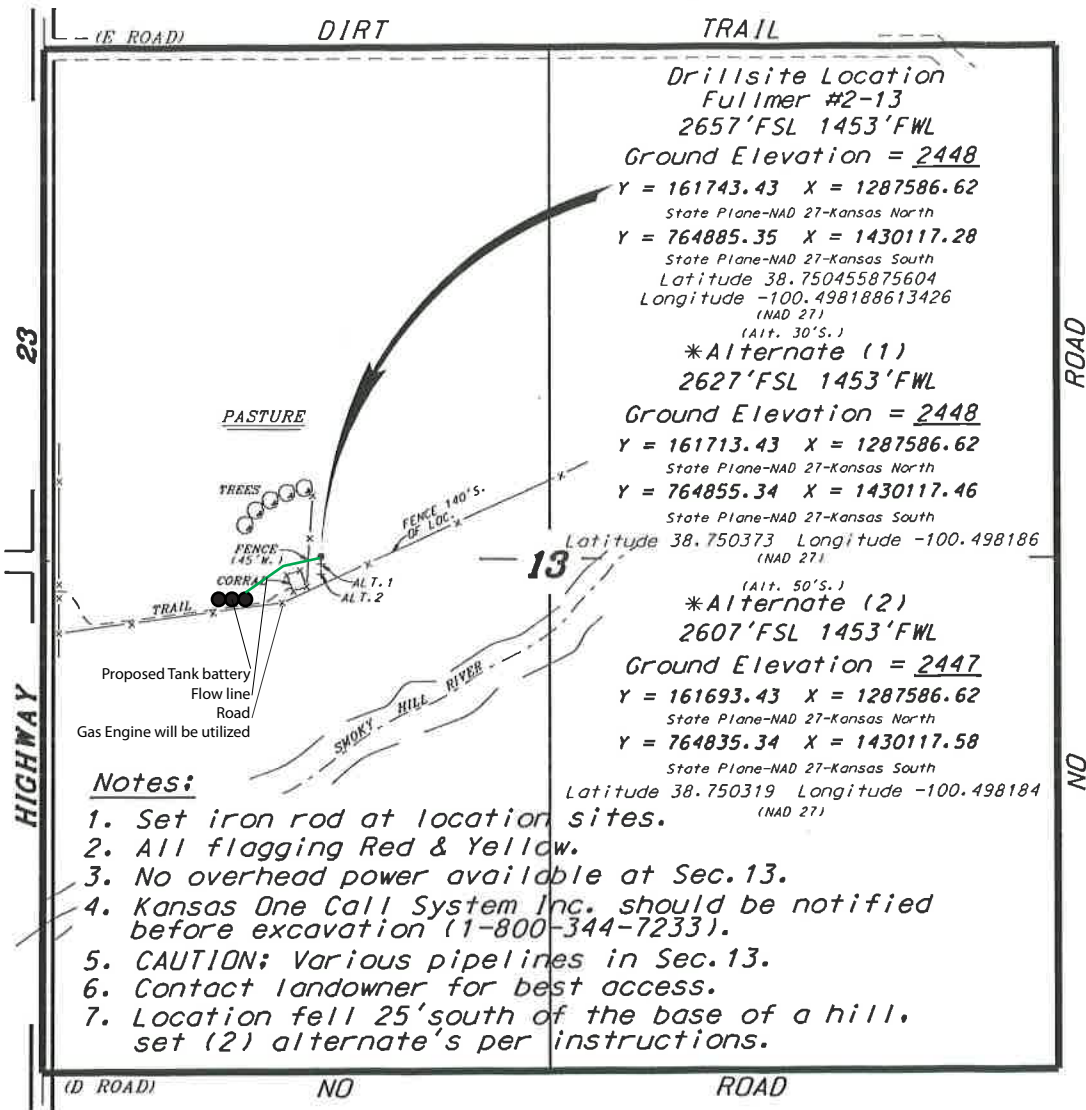 (E ROAD)
DIRT
TRAIL
Drillsite Location
Fullmer #2-13
2657'FSL 1453'FWL
Ground Elevation = 2448
Y = 161743.43 X = 1287586.62
State Plane-NAD 27-Kansas North
Y = 764885.35 X = 1430117.28
State Plane-NAD 27-Kansas South
Latitude 38.750455875604
Longitude -100.498188613426
(NAD 27)
(Alt. 30'S.)
*Alternate (1)
2627'FSL 1453'FWL
Ground Elevation = 2448
Y = 161713.43 X = 1287586.62
State Plane-NAD 27-Kansas North
Y = 764855.34 X = 1430117.46
State Plane-NAD 27-Kansas South
Latitude 38.750373 Longitude -100.498186
(NAD 27)
(Alt. 50'S.)
*Alternate (2)
2607'FSL 1453'FWL
Ground Elevation = 2447
Y = 161693.43 X = 1287586.62
State Plane-NAD 27-Kansas North
Y = 764835.34 X = 1430117.58
State Plane-NAD 27-Kansas South
Latitude 38.750319 Longitude -100.498184
(NAD 27)
23
HIGHWAY
ROAD
NO
PASTURE
TREES
FENCE 140'S.
OF LOC.
FENCE
(45'W.)
CORRAL
ALT.1
ALT.2
TRAIL
13
SMOKY HILL RIVER
Proposed Tank battery
Flow line
Road
Gas Engine will be utilized
Notes:
1. Set iron rod at location sites.
2. All flagging Red & Yellow.
3. No overhead power available at Sec.13.
4. Kansas One Call System Inc. should be notified
before excavation (1-800-344-7233).
5. CAUTION: Various pipelines in Sec.13.
6. Contact landowner for best access.
7. Location fell 25'south of the base of a hill,
set (2) alternate's per instructions.
(D ROAD)
NO
ROAD